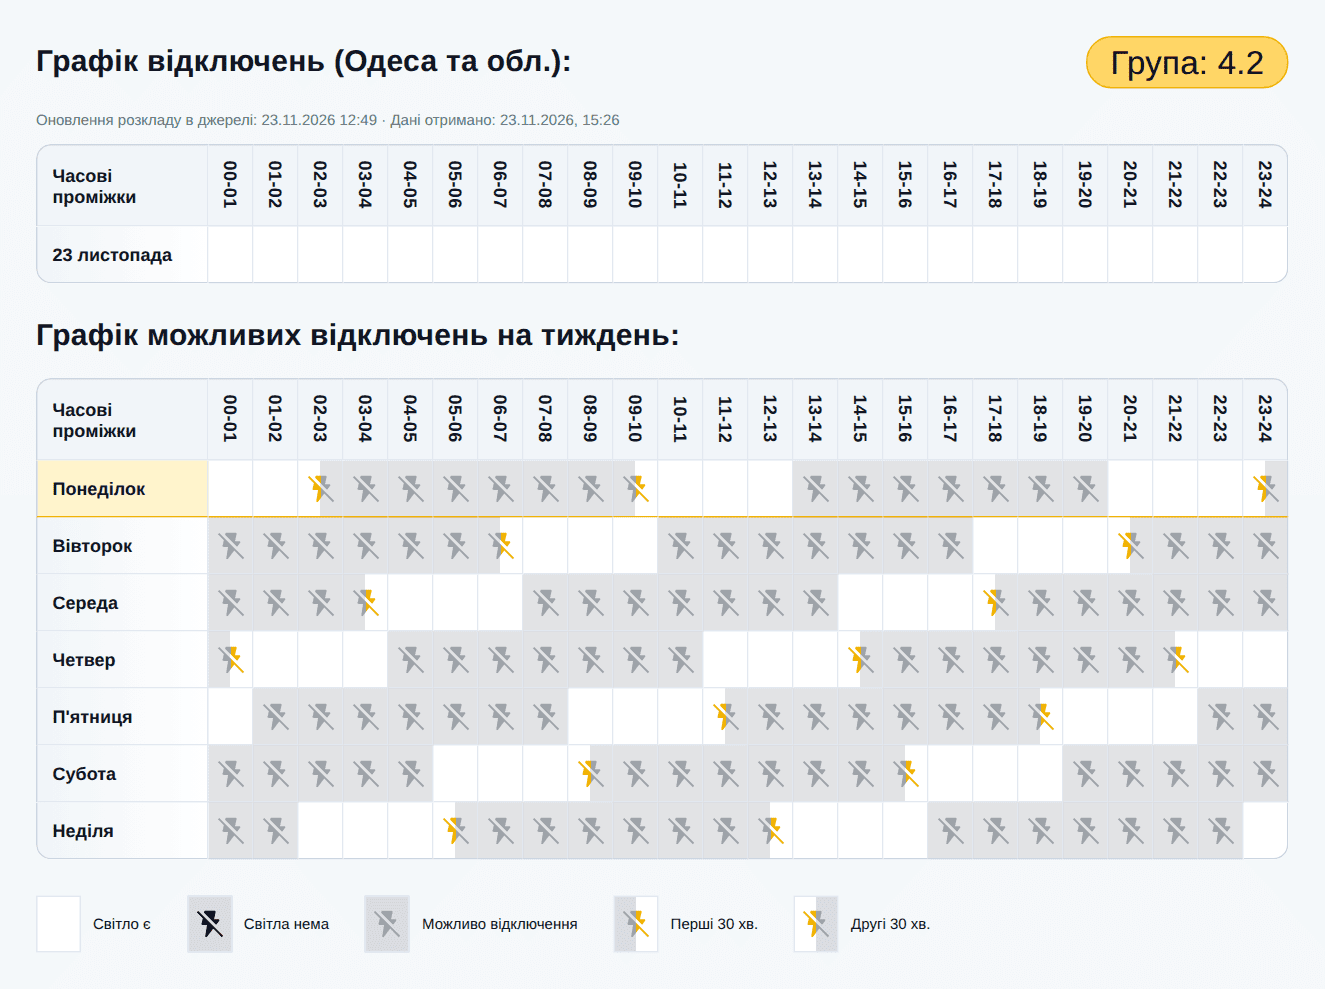 Графік відключень (Одеса та обл.):
Група: 4.2
Оновлення розкладу в джерелі: 23.11.2026 12:49 · Дані отримано: 23.11.2026, 15:26
Часові проміжки 00-01 01-02 02-03 03-04 04-05 05-06 06-07 07-08 08-09 09-10 10-11 11-12 12-13 13-14 14-15 15-16 16-17 17-18 18-19 19-20 20-21 21-22 22-23 23-24
23 листопада
Графік можливих відключень на тиждень:
Часові проміжки 00-01 01-02 02-03 03-04 04-05 05-06 06-07 07-08 08-09 09-10 10-11 11-12 12-13 13-14 14-15 15-16 16-17 17-18 18-19 19-20 20-21 21-22 22-23 23-24
Понеділок
Вівторок
Середа
Четвер
П'ятниця
Субота
Неділя
Світло є Світла нема Можливо відключення Перші 30 хв. Другі 30 хв.